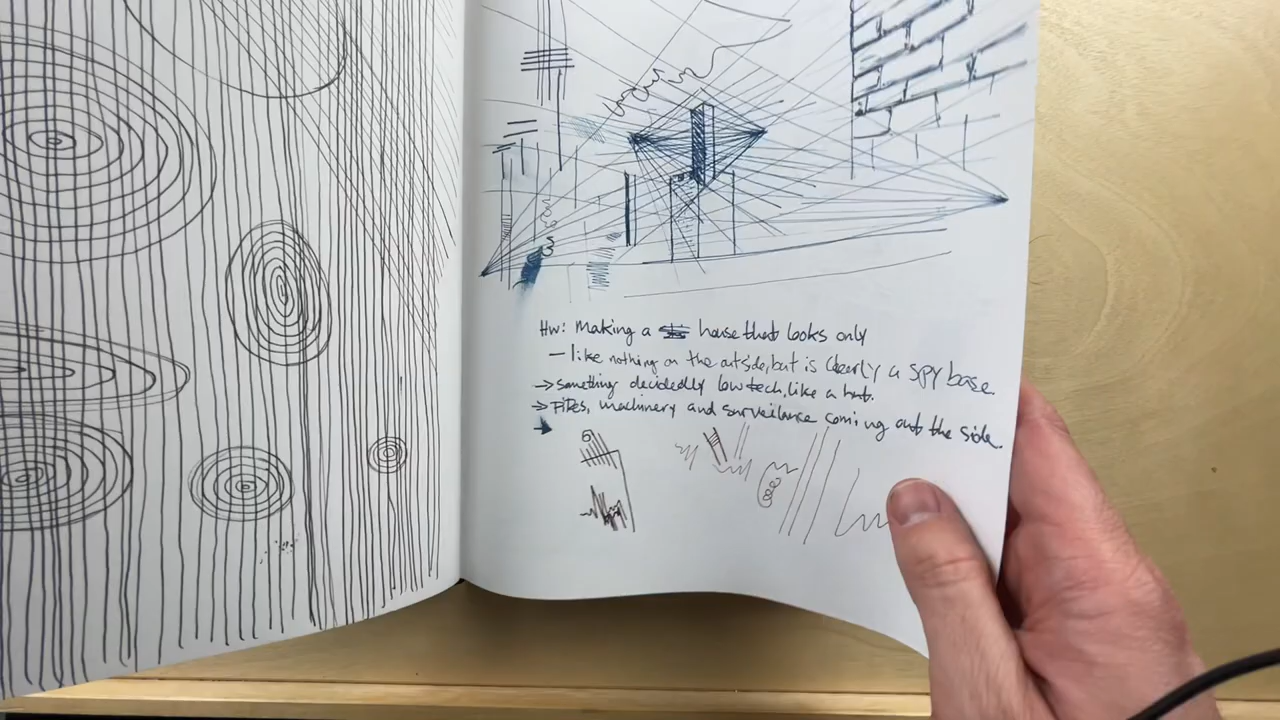 HW: Making a house that looks only
— like nothing on the outside, but is clearly a spy base.
→ something decidedly low tech, like a hut.
→ Pipes, machinery and surveilance coming out the side.